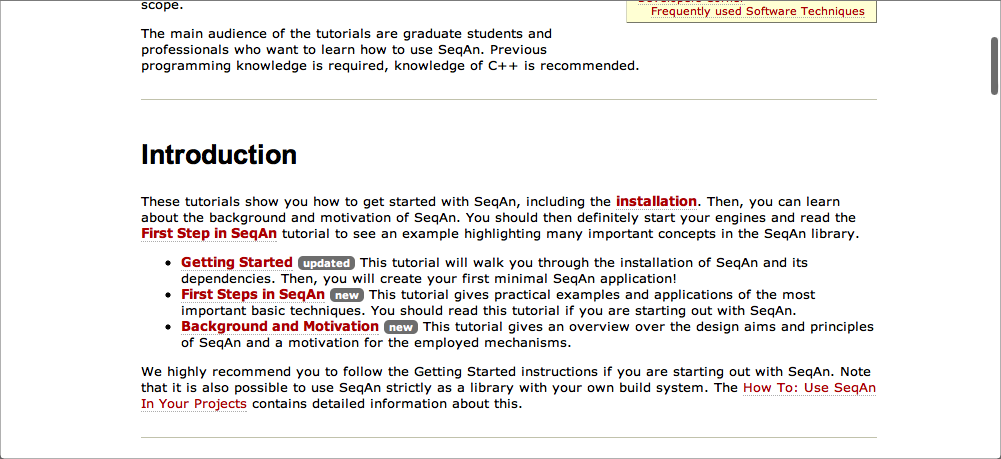 scope.
Frequently used Software Techniques
The main audience of the tutorials are graduate students and
professionals who want to learn how to use SeqAn. Previous
programming knowledge is required, knowledge of C++ is recommended.
Introduction
These tutorials show you how to get started with SeqAn, including the installation. Then, you can learn
about the background and motivation of SeqAn. You should then definitely start your engines and read the
First Step in SeqAn tutorial to see an example highlighting many important concepts in the SeqAn library.
• Getting Started updated This tutorial will walk you through the installation of SeqAn and its
dependencies. Then, you will create your first minimal SeqAn application!
• First Steps in SeqAn new This tutorial gives practical examples and applications of the most
important basic techniques. You should read this tutorial if you are starting out with SeqAn.
• Background and Motivation new This tutorial gives an overview over the design aims and principles
of SeqAn and a motivation for the employed mechanisms.
We highly recommend you to follow the Getting Started instructions if you are starting out with SeqAn. Note
that it is also possible to use SeqAn strictly as a library with your own build system. The How To: Use SeqAn
In Your Projects contains detailed information about this.